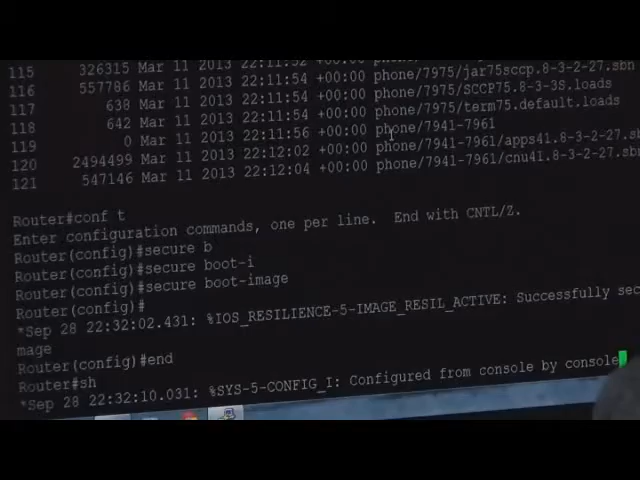 115 326315 Mar 11 2013 22:11:52 +00:00 phone/7975/jar75sccp.8-3-2-27.sbn
116 557786 Mar 11 2013 22:11:54 +00:00 phone/7975/SCCP75.8-3-3S.loads
117 638 Mar 11 2013 22:11:54 +00:00 phone/7975/term75.default.loads
118 642 Mar 11 2013 22:11:54 +00:00
119 0 Mar 11 2013 22:11:56 +00:00 phone/7941-7961
120 2494499 Mar 11 2013 22:12:02 +00:00 phone/7941-7961/apps41.8-3-2-27.sb
121 547146 Mar 11 2013 22:12:04 +00:00 phone/7941-7961/cnu41.8-3-2-27.sb
Router#conf t
Enter configuration commands, one per line. End with CNTL/Z.
Router(config)#secure b
Router(config)#secure boot-i
Router(config)#secure boot-image
Router(config)#
*Sep 28 22:32:02.431: %IOS_RESILIENCE-5-IMAGE_RESIL_ACTIVE: Successfully sec
mage
Router(config)#end
Router#sh
*Sep 28 22:32:10.031: %SYS-5-CONFIG_I: Configured from console by console